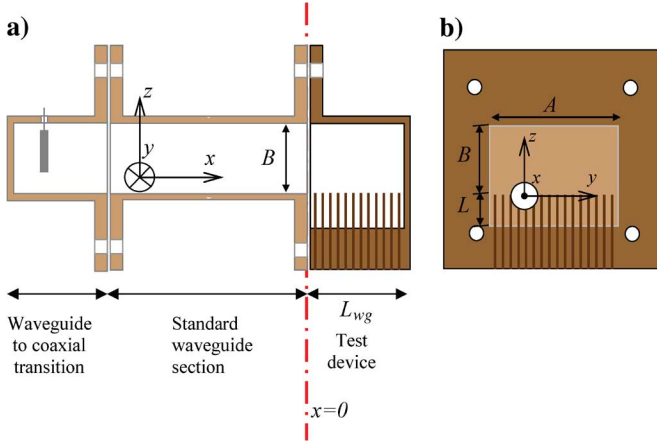 a)
b)
z
y
x
B
A
B
z
x
y
L
L_wg
Waveguide
to coaxial
transition
Standard
waveguide
section
Test
device
x=0